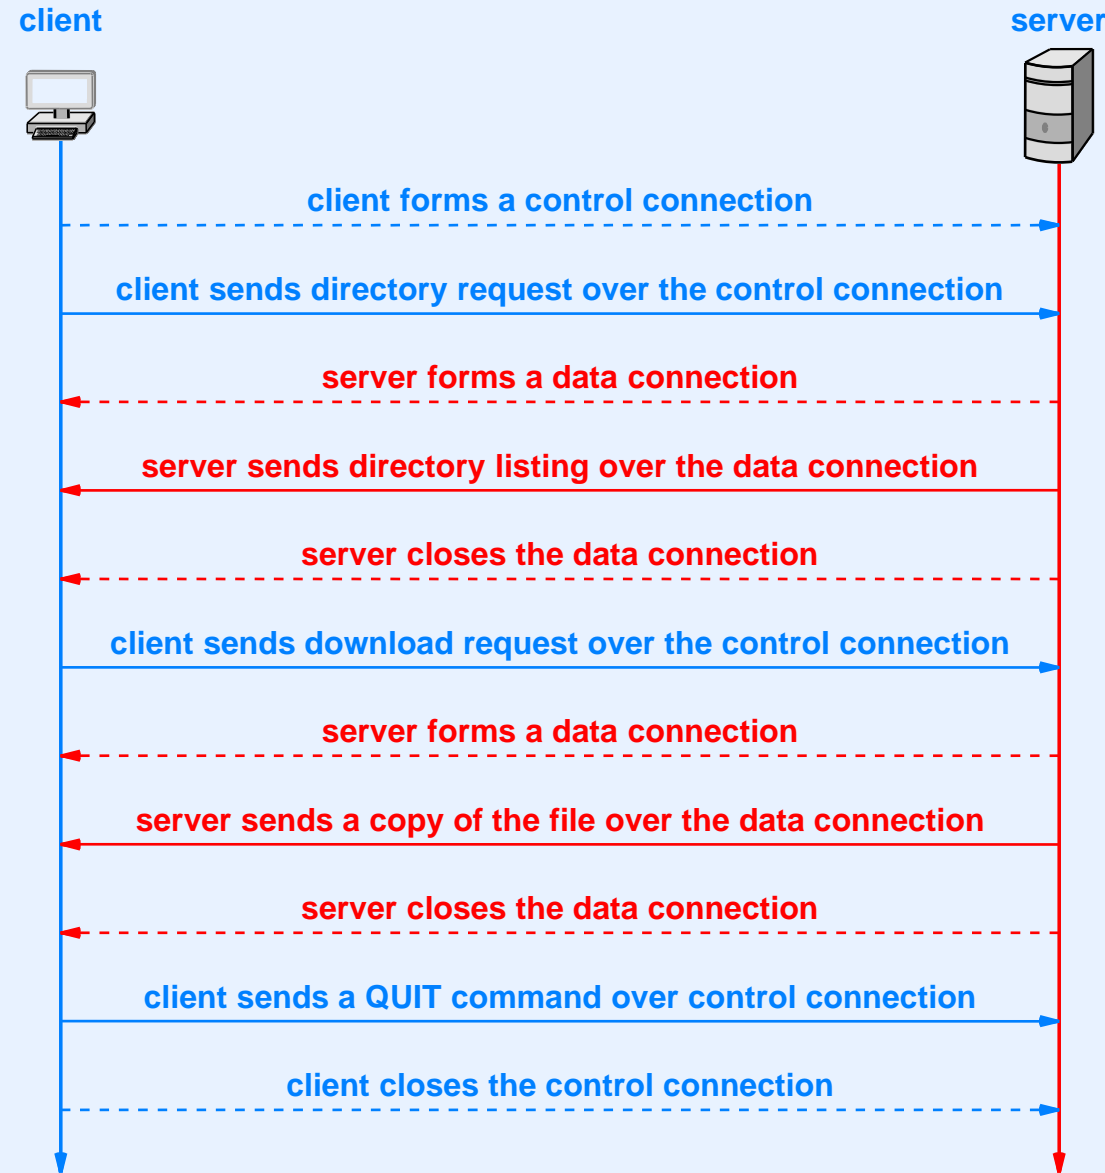 client
server
client forms a control connection
client sends directory request over the control connection
server forms a data connection
server sends directory listing over the data connection
server closes the data connection
client sends download request over the control connection
server forms a data connection
server sends a copy of the file over the data connection
server closes the data connection
client sends a QUIT command over control connection
client closes the control connection